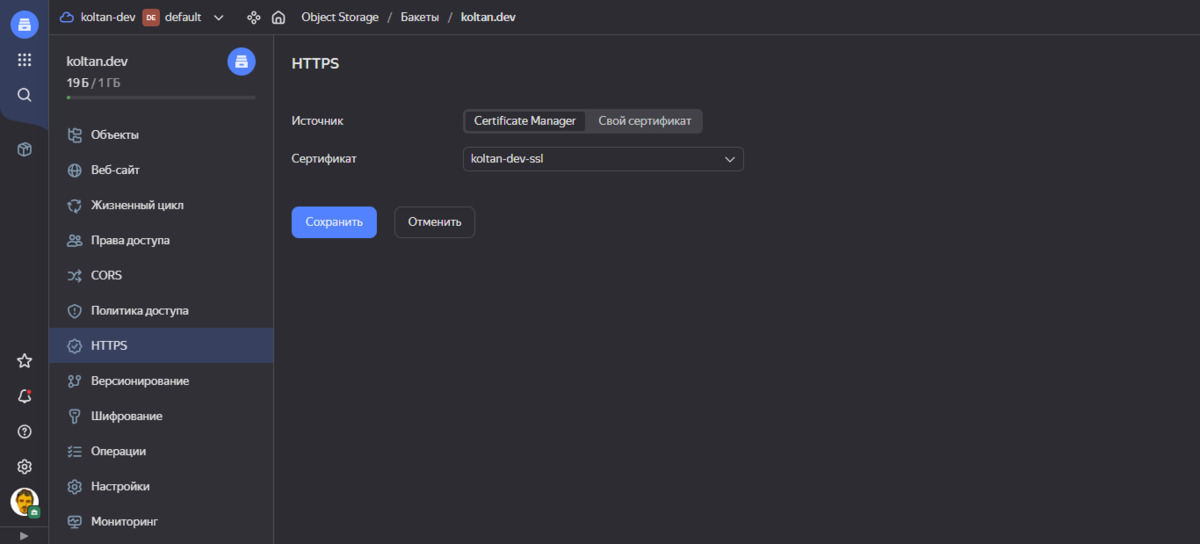 koltan-dev DE default Object Storage / Бакеты / koltan.dev
koltan.dev
19 Б / 1 ГБ
Объекты
Веб-сайт
Жизненный цикл
Права доступа
CORS
Политика доступа
HTTPS
Версионирование
Шифрование
Операции
Настройки
Мониторинг
HTTPS
Источник Certificate Manager Свой сертификат
Сертификат koltan-dev-ssl
Сохранить Отменить